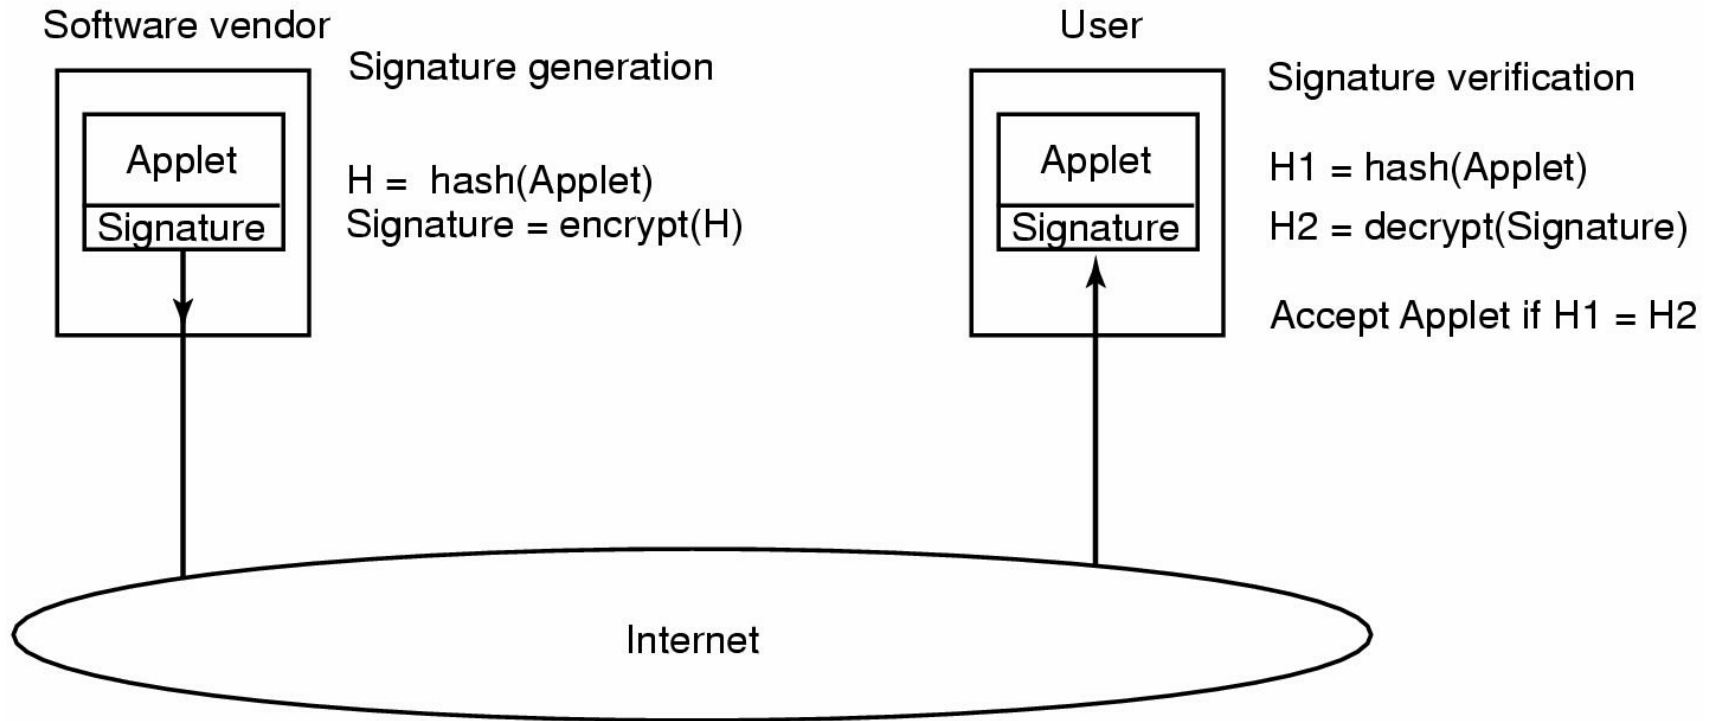 Software vendor
Signature generation
Applet
Signature
H = hash(Applet)
Signature = encrypt(H)
User
Signature verification
Applet
Signature
H1 = hash(Applet)
H2 = decrypt(Signature)
Accept Applet if H1 = H2
Internet